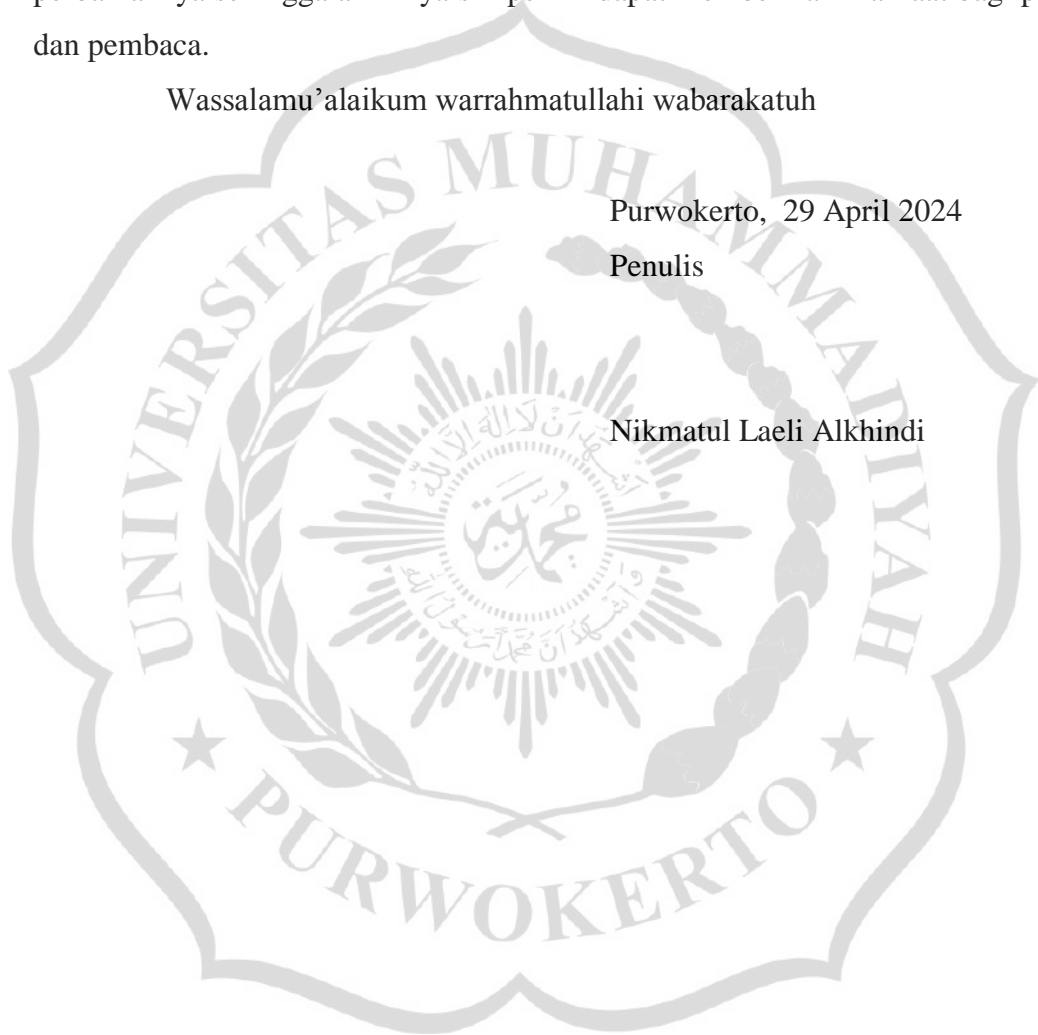 dan pembaca.
Wassalamu’alaikum warrahmatullahi wabarakatuh
Purwokerto, 29 April 2024
Penulis
Nikmatul Laeli Alkhindi
UNIVERSITAS MUHAMMADIYAH
PURWOKERTO